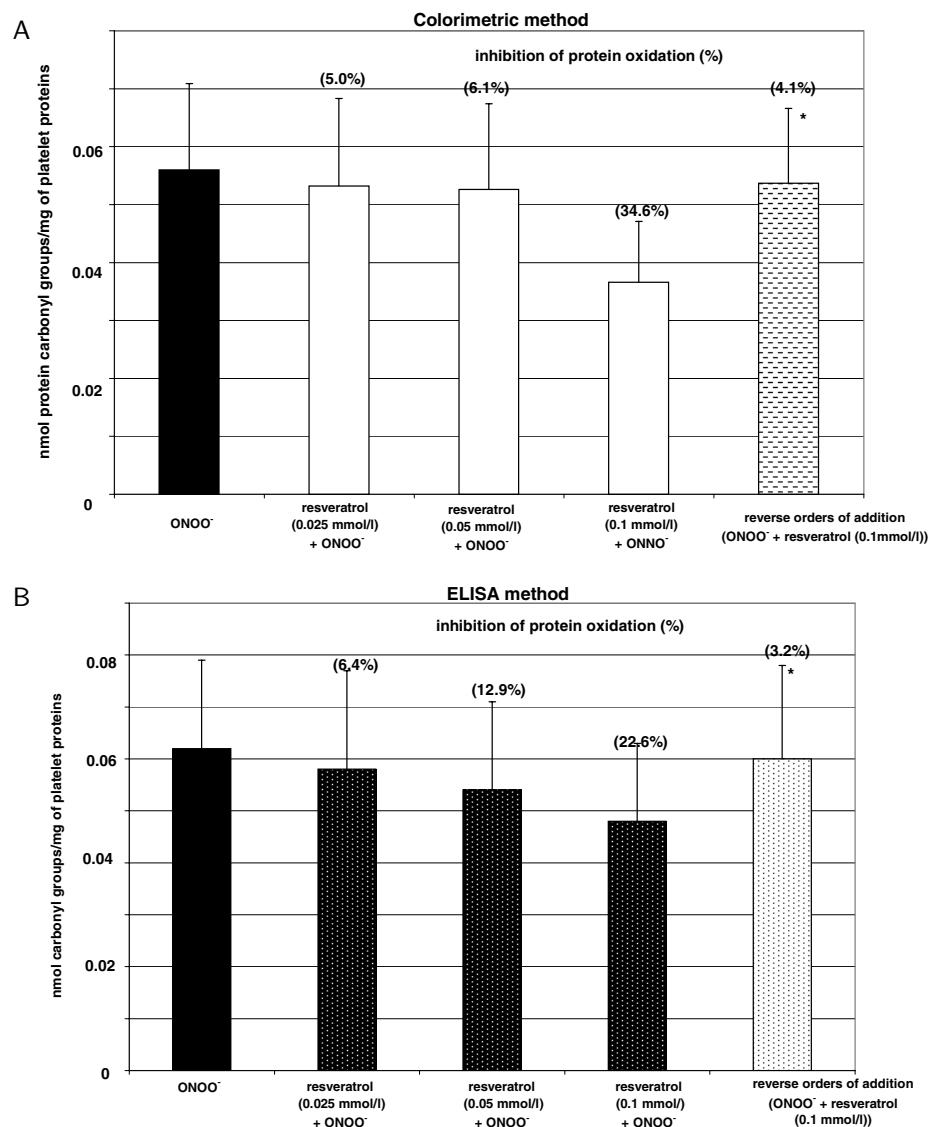 A
Colorimetric method
inhibition of protein oxidation (%)
(5.0%)
(6.1%)
(34.6%)
(4.1%)
*
nmol protein carbonyl groups/mg of platelet proteins
0.06
0.04
0.02
0
ONOO⁻
resveratrol
(0.025 mmol/l)
+ ONOO⁻
resveratrol
(0.05 mmol/l)
+ ONOO⁻
resveratrol
(0.1 mmol/l)
+ ONNO⁻
reverse orders of addition
(ONOO⁻ + resveratrol (0.1mmol/l))
B
ELISA method
inhibition of protein oxidation (%)
(6.4%)
(12.9%)
(22.6%)
(3.2%)
*
nmol carbonyl groups/mg of platelet proteins
0.08
0.06
0.04
0.02
0
ONOO⁻
resveratrol
(0.025 mmol/l)
+ ONOO⁻
resveratrol
(0.05 mmol/l)
+ ONOO⁻
resveratrol
(0.1 mmol/)
+ ONOO⁻
reverse orders of addition
(ONOO⁻ + resveratrol
(0.1 mmol/l))